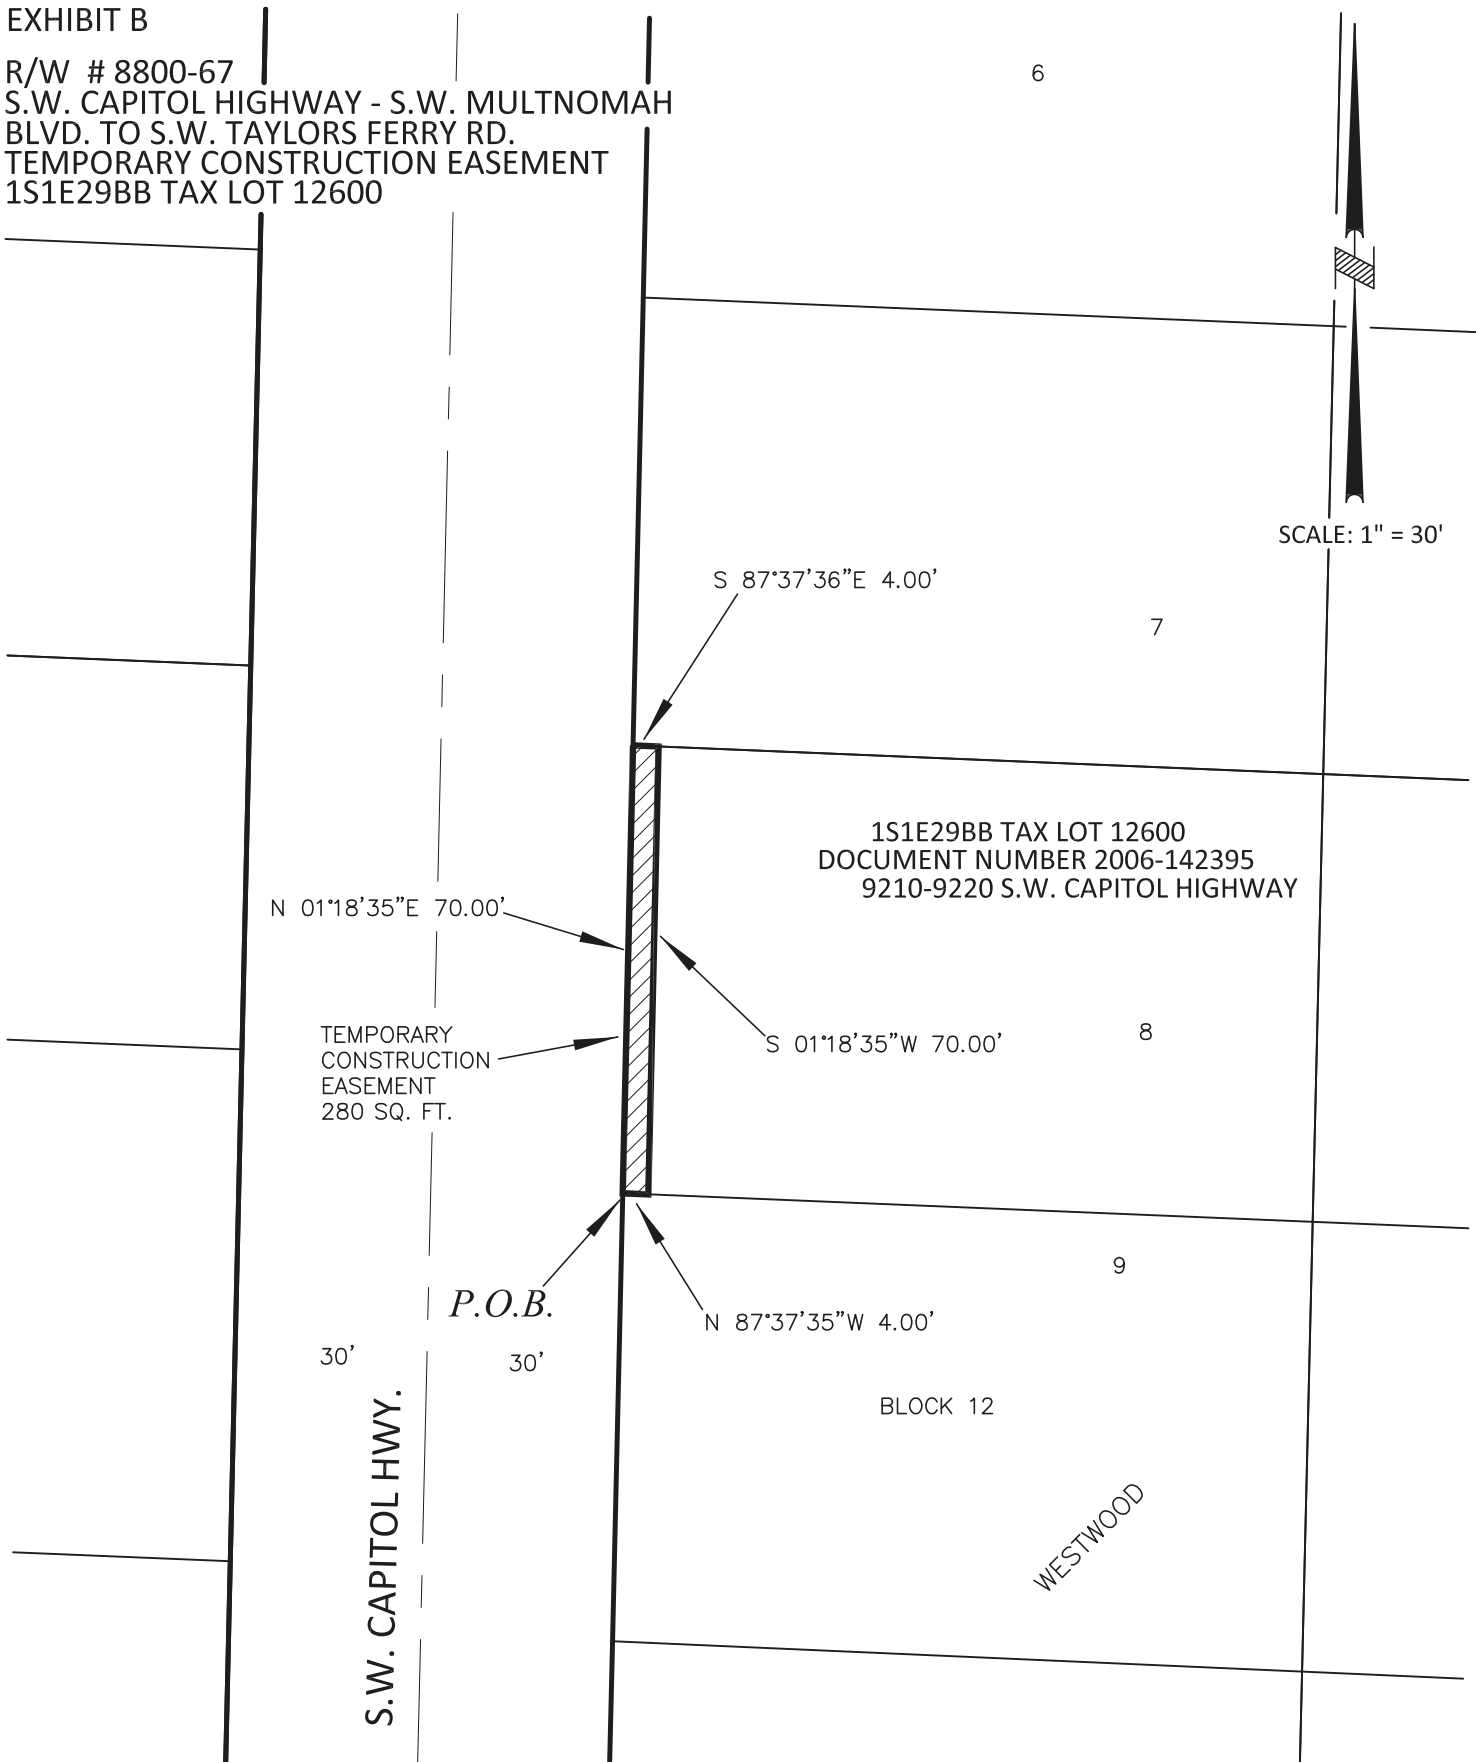 EXHIBIT B
R/W # 8800-67
S.W. CAPITOL HIGHWAY - S.W. MULTNOMAH
BLVD. TO S.W. TAYLORS FERRY RD.
TEMPORARY CONSTRUCTION EASEMENT
1S1E29BB TAX LOT 12600
6
SCALE: 1" = 30'
S 87°37'36"E 4.00'
7
1S1E29BB TAX LOT 12600
DOCUMENT NUMBER 2006-142395
9210-9220 S.W. CAPITOL HIGHWAY
N 01°18'35"E 70.00'
TEMPORARY
CONSTRUCTION
EASEMENT
280 SQ. FT.
S 01°18'35"W 70.00'
8
9
P.O.B.
N 87°37'35"W 4.00'
30'
30'
BLOCK 12
S.W. CAPITOL HWY.
WESTWOOD